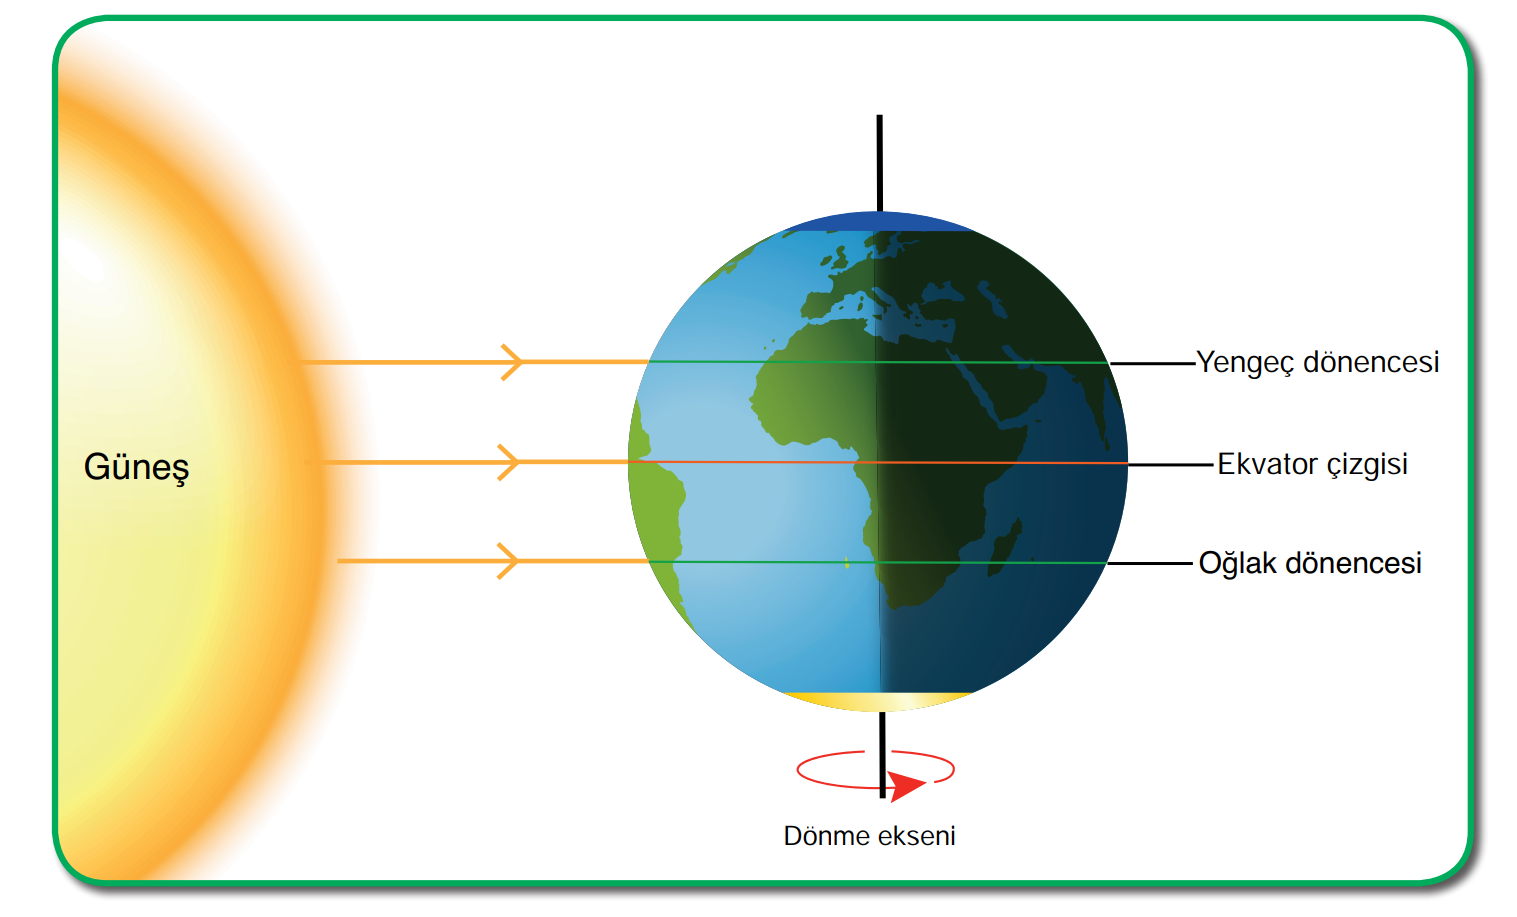 Güneş
Yengeç dönencesi
Ekvator çizgisi
Oğlak dönencesi
Dönme ekseni